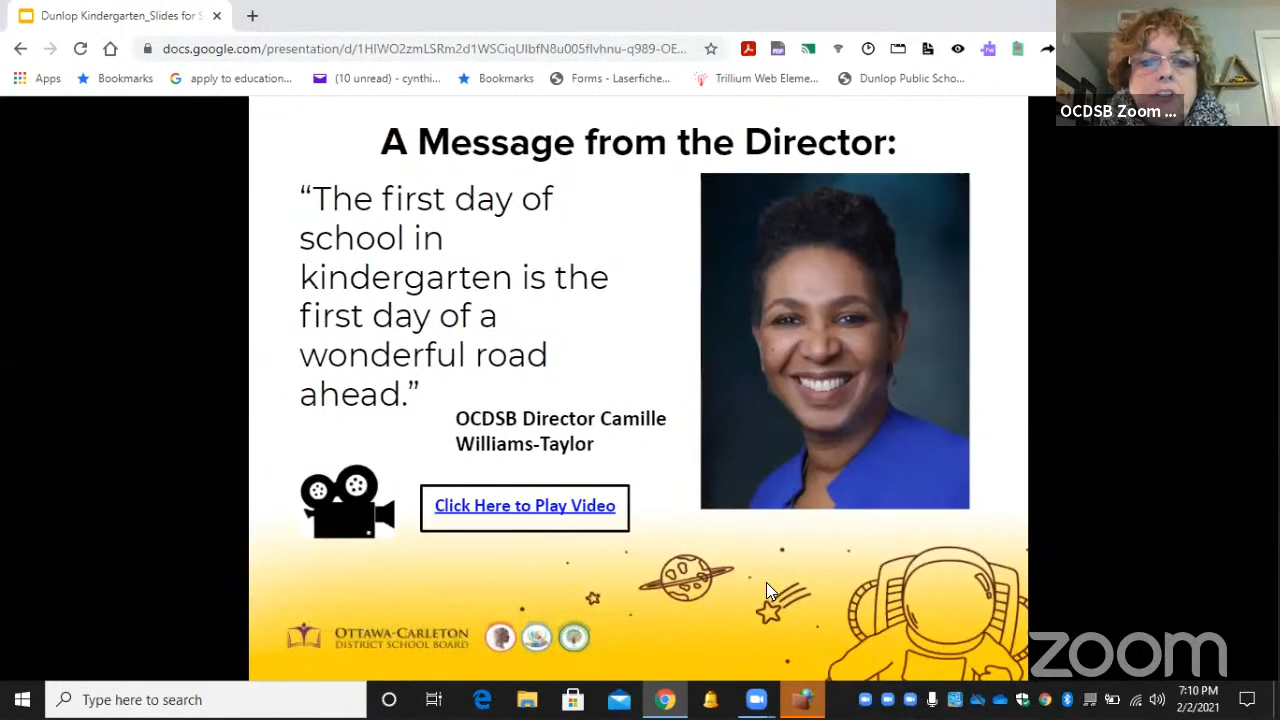 Dunlop Kindergarten_Slides for S
docs.google.com/presentation/d/1HIWO2zmLSRm2d1WSCiqUIbfN8u005fIvhnu-q989-OE...
Apps
Bookmarks
apply to education...
(10 unread) - cynthi...
Bookmarks
Forms - Laserfiche...
Trillium Web Eleme...
Dunlop Public Scho...
OCDSB Zoom ...
A Message from the Director:
“The first day of
school in
kindergarten is the
first day of a
wonderful road
ahead.”
OCDSB Director Camille
Williams-Taylor
Click Here to Play Video
OTTAWA-CARLETON
DISTRICT SCHOOL BOARD
zoom
Type here to search
7:10 PM
2/2/2021